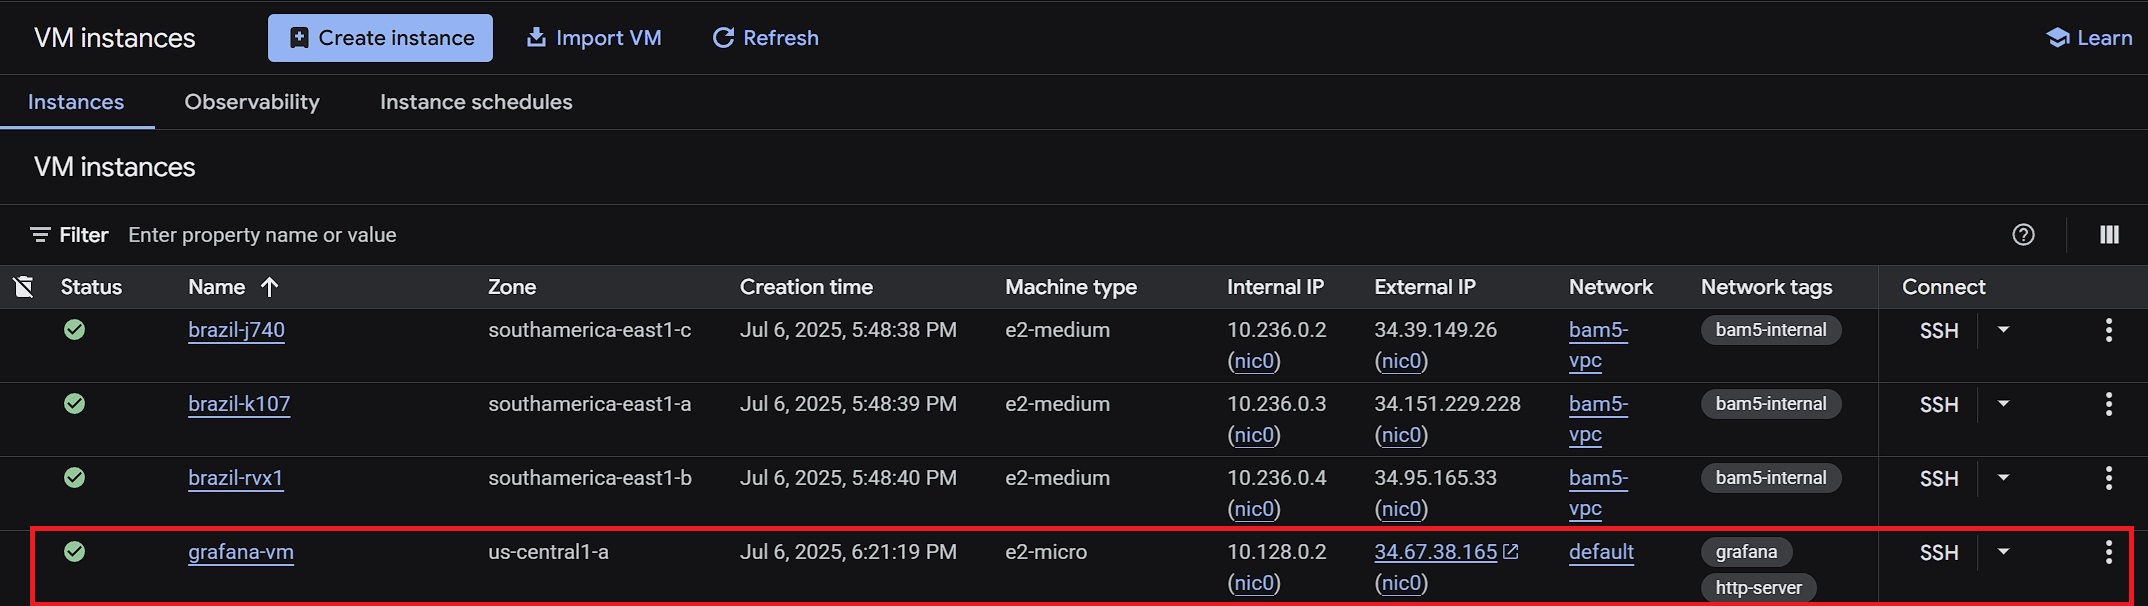 VM instances Create instance Import VM Refresh Learn
Instances Observability Instance schedules
VM instances
Filter Enter property name or value
Status Name Zone Creation time Machine type Internal IP External IP Network Network tags Connect
brazil-j740 southamerica-east1-c Jul 6, 2025, 5:48:38 PM e2-medium 10.236.0.2 34.39.149.26 bam5- bam5-internal SSH
(nic0) (nic0) vpc
brazil-k107 southamerica-east1-a Jul 6, 2025, 5:48:39 PM e2-medium 10.236.0.3 34.151.229.228 bam5- bam5-internal SSH
(nic0) (nic0) vpc
brazil-rvx1 southamerica-east1-b Jul 6, 2025, 5:48:40 PM e2-medium 10.236.0.4 34.95.165.33 bam5- bam5-internal SSH
(nic0) (nic0) vpc
grafana-vm us-central1-a Jul 6, 2025, 6:21:19 PM e2-micro 10.128.0.2 34.67.38.165 default grafana SSH
(nic0) (nic0) http-server